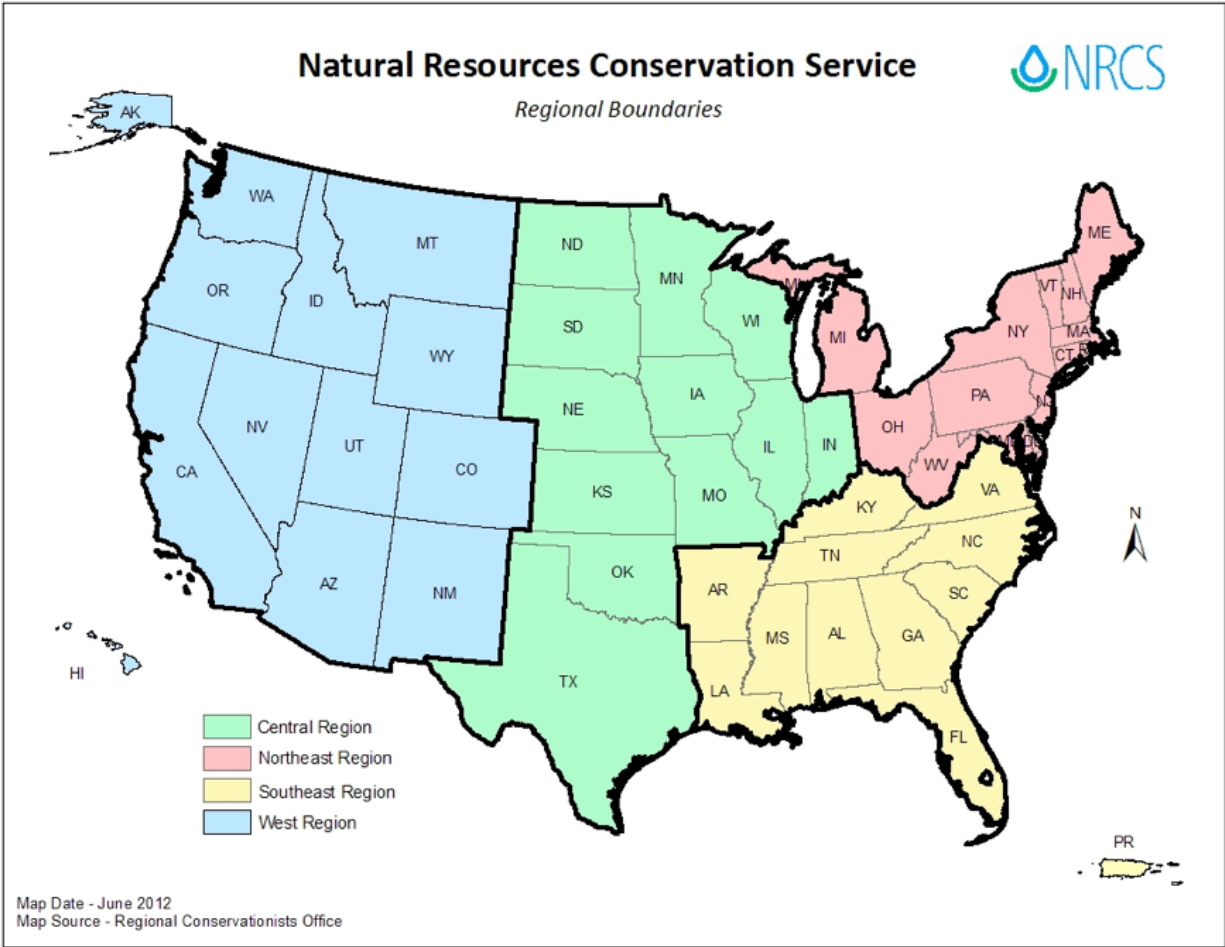 Natural Resources Conservation Service
Regional Boundaries
NRCS
AK
WA
MT
OR
ID
WY
NV
UT
CO
CA
AZ
NM
HI
ND
MN
SD
WI
NE
IA
IL
IN
KS
MO
OK
TX
MI
MI
ME
VT
NH
NY
MA
CT
PA
NJ
OH
WV
VA
KY
NC
TN
SC
AR
MS
AL
GA
LA
FL
PR
N
Central Region
Northeast Region
Southeast Region
West Region
Map Date - June 2012
Map Source - Regional Conservationists Office